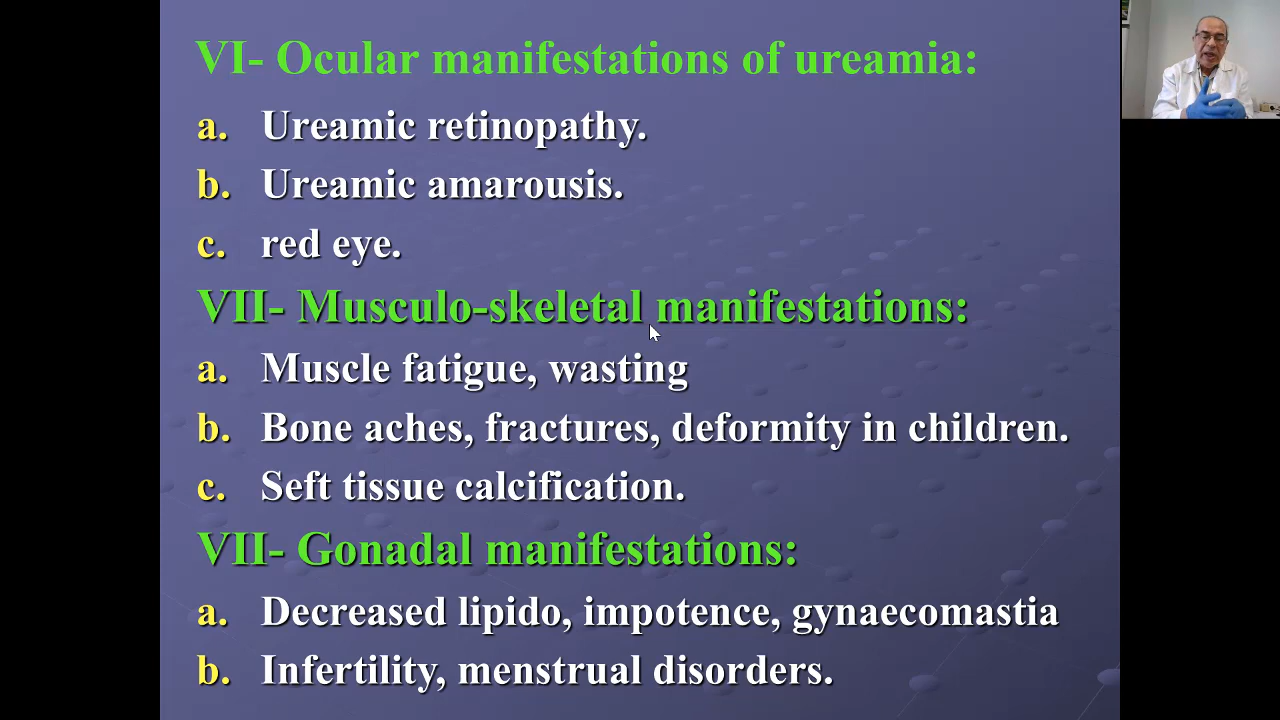 VI- Ocular manifestations of ureamia:
a. Ureamic retinopathy.
b. Ureamic amarousis.
c. red eye.
VII- Musculo-skeletal manifestations:
a. Muscle fatigue, wasting
b. Bone aches, fractures, deformity in children.
c. Seft tissue calcification.
VII- Gonadal manifestations:
a. Decreased lipido, impotence, gynaecomastia
b. Infertility, menstrual disorders.